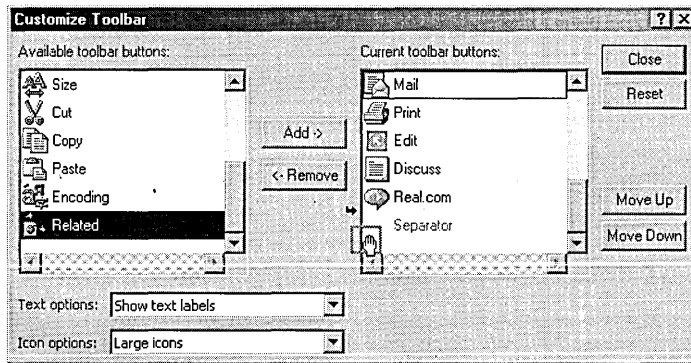 Customize Toolbar
Available toolbar buttons:
Size
Cut
Copy
Paste
Encoding
Related
Add ->
<- Remove
Current toolbar buttons:
Mail
Print
Edit
Discuss
Real.com
Separator
Close
Reset
Move Up
Move Down
Text options: Show text labels
Icon options: Large icons